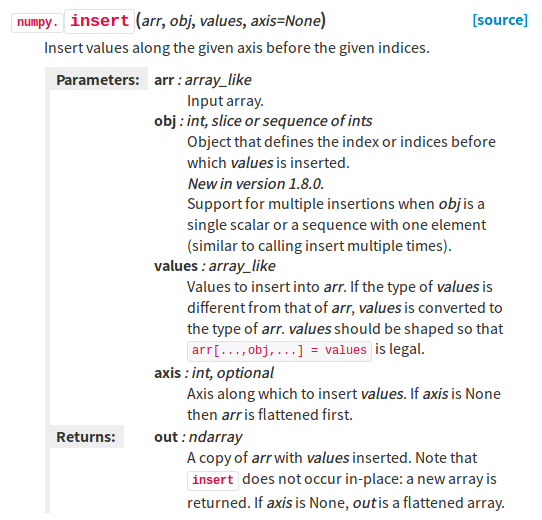 numpy.insert(arr, obj, values, axis=None) [source]
Insert values along the given axis before the given indices.
Parameters: arr : array_like
Input array.
obj : int, slice or sequence of ints
Object that defines the index or indices before
which values is inserted.
New in version 1.8.0.
Support for multiple insertions when obj is a
single scalar or a sequence with one element
(similar to calling insert multiple times).
values : array_like
Values to insert into arr. If the type of values is
different from that of arr, values is converted to
the type of arr. values should be shaped so that
arr[...,obj,...] = values is legal.
axis : int, optional
Axis along which to insert values. If axis is None
then arr is flattened first.
Returns: out : ndarray
A copy of arr with values inserted. Note that
insert does not occur in-place: a new array is
returned. If axis is None, out is a flattened array.